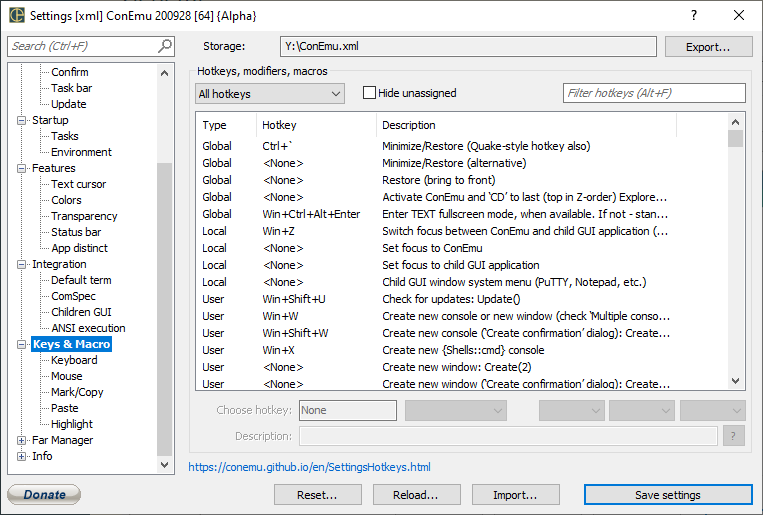 Settings [xml] ConEmu 200928 [64] {Alpha}
Search (Ctrl+F)
Storage:
Y:\ConEmu.xml
Export...
Confirm
Task bar
Update
Startup
Tasks
Environment
Features
Text cursor
Colors
Transparency
Status bar
App distinct
Integration
Default term
ComSpec
Children GUI
ANSI execution
Keys & Macro
Keyboard
Mouse
Mark/Copy
Paste
Highlight
Far Manager
Info
Hotkeys, modifiers, macros
All hotkeys
Hide unassigned
Filter hotkeys (Alt+F)
Type Hotkey Description
Global Ctrl+` Minimize/Restore (Quake-style hotkey also)
Global <None> Minimize/Restore (alternative)
Global <None> Restore (bring to front)
Global <None> Activate ConEmu and ‘CD’ to last (top in Z-order) Explore...
Global Win+Ctrl+Alt+Enter Enter TEXT fullscreen mode, when available. If not - stan...
Local Win+Z Switch focus between ConEmu and child GUI application (...
Local <None> Set focus to ConEmu
Local <None> Set focus to child GUI application
Local <None> Child GUI window system menu (PuTTY, Notepad, etc.)
User Win+Shift+U Check for updates: Update()
User Win+W Create new console or new window (check ‘Multiple conso...
User Win+Shift+W Create new console (‘Create confirmation’ dialog): Create...
User Win+X Create new {Shells::cmd} console
User <None> Create new window: Create(2)
User <None> Create new window (‘Create confirmation’ dialog): Create...
Choose hotkey: None
Description:
?
https://conemu.github.io/en/SettingsHotkeys.html
Donate
Reset...
Reload...
Import...
Save settings